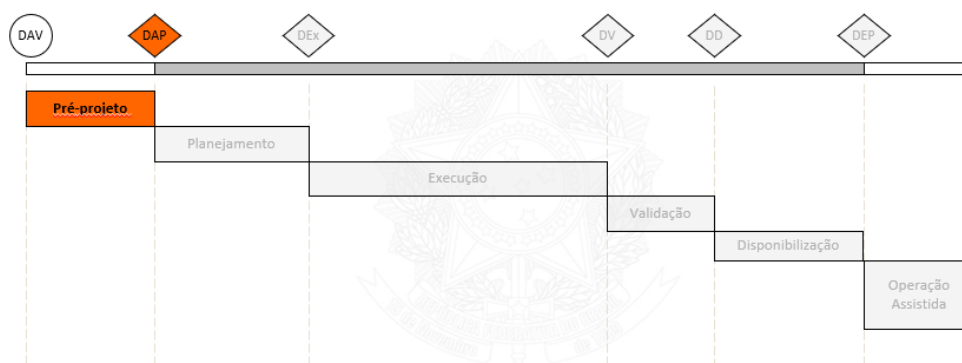 DAV
DAP
DEx
DV
DD
DEP
Pré-projeto
Planejamento
Execução
Validação
Disponibilização
Operação
Assistida